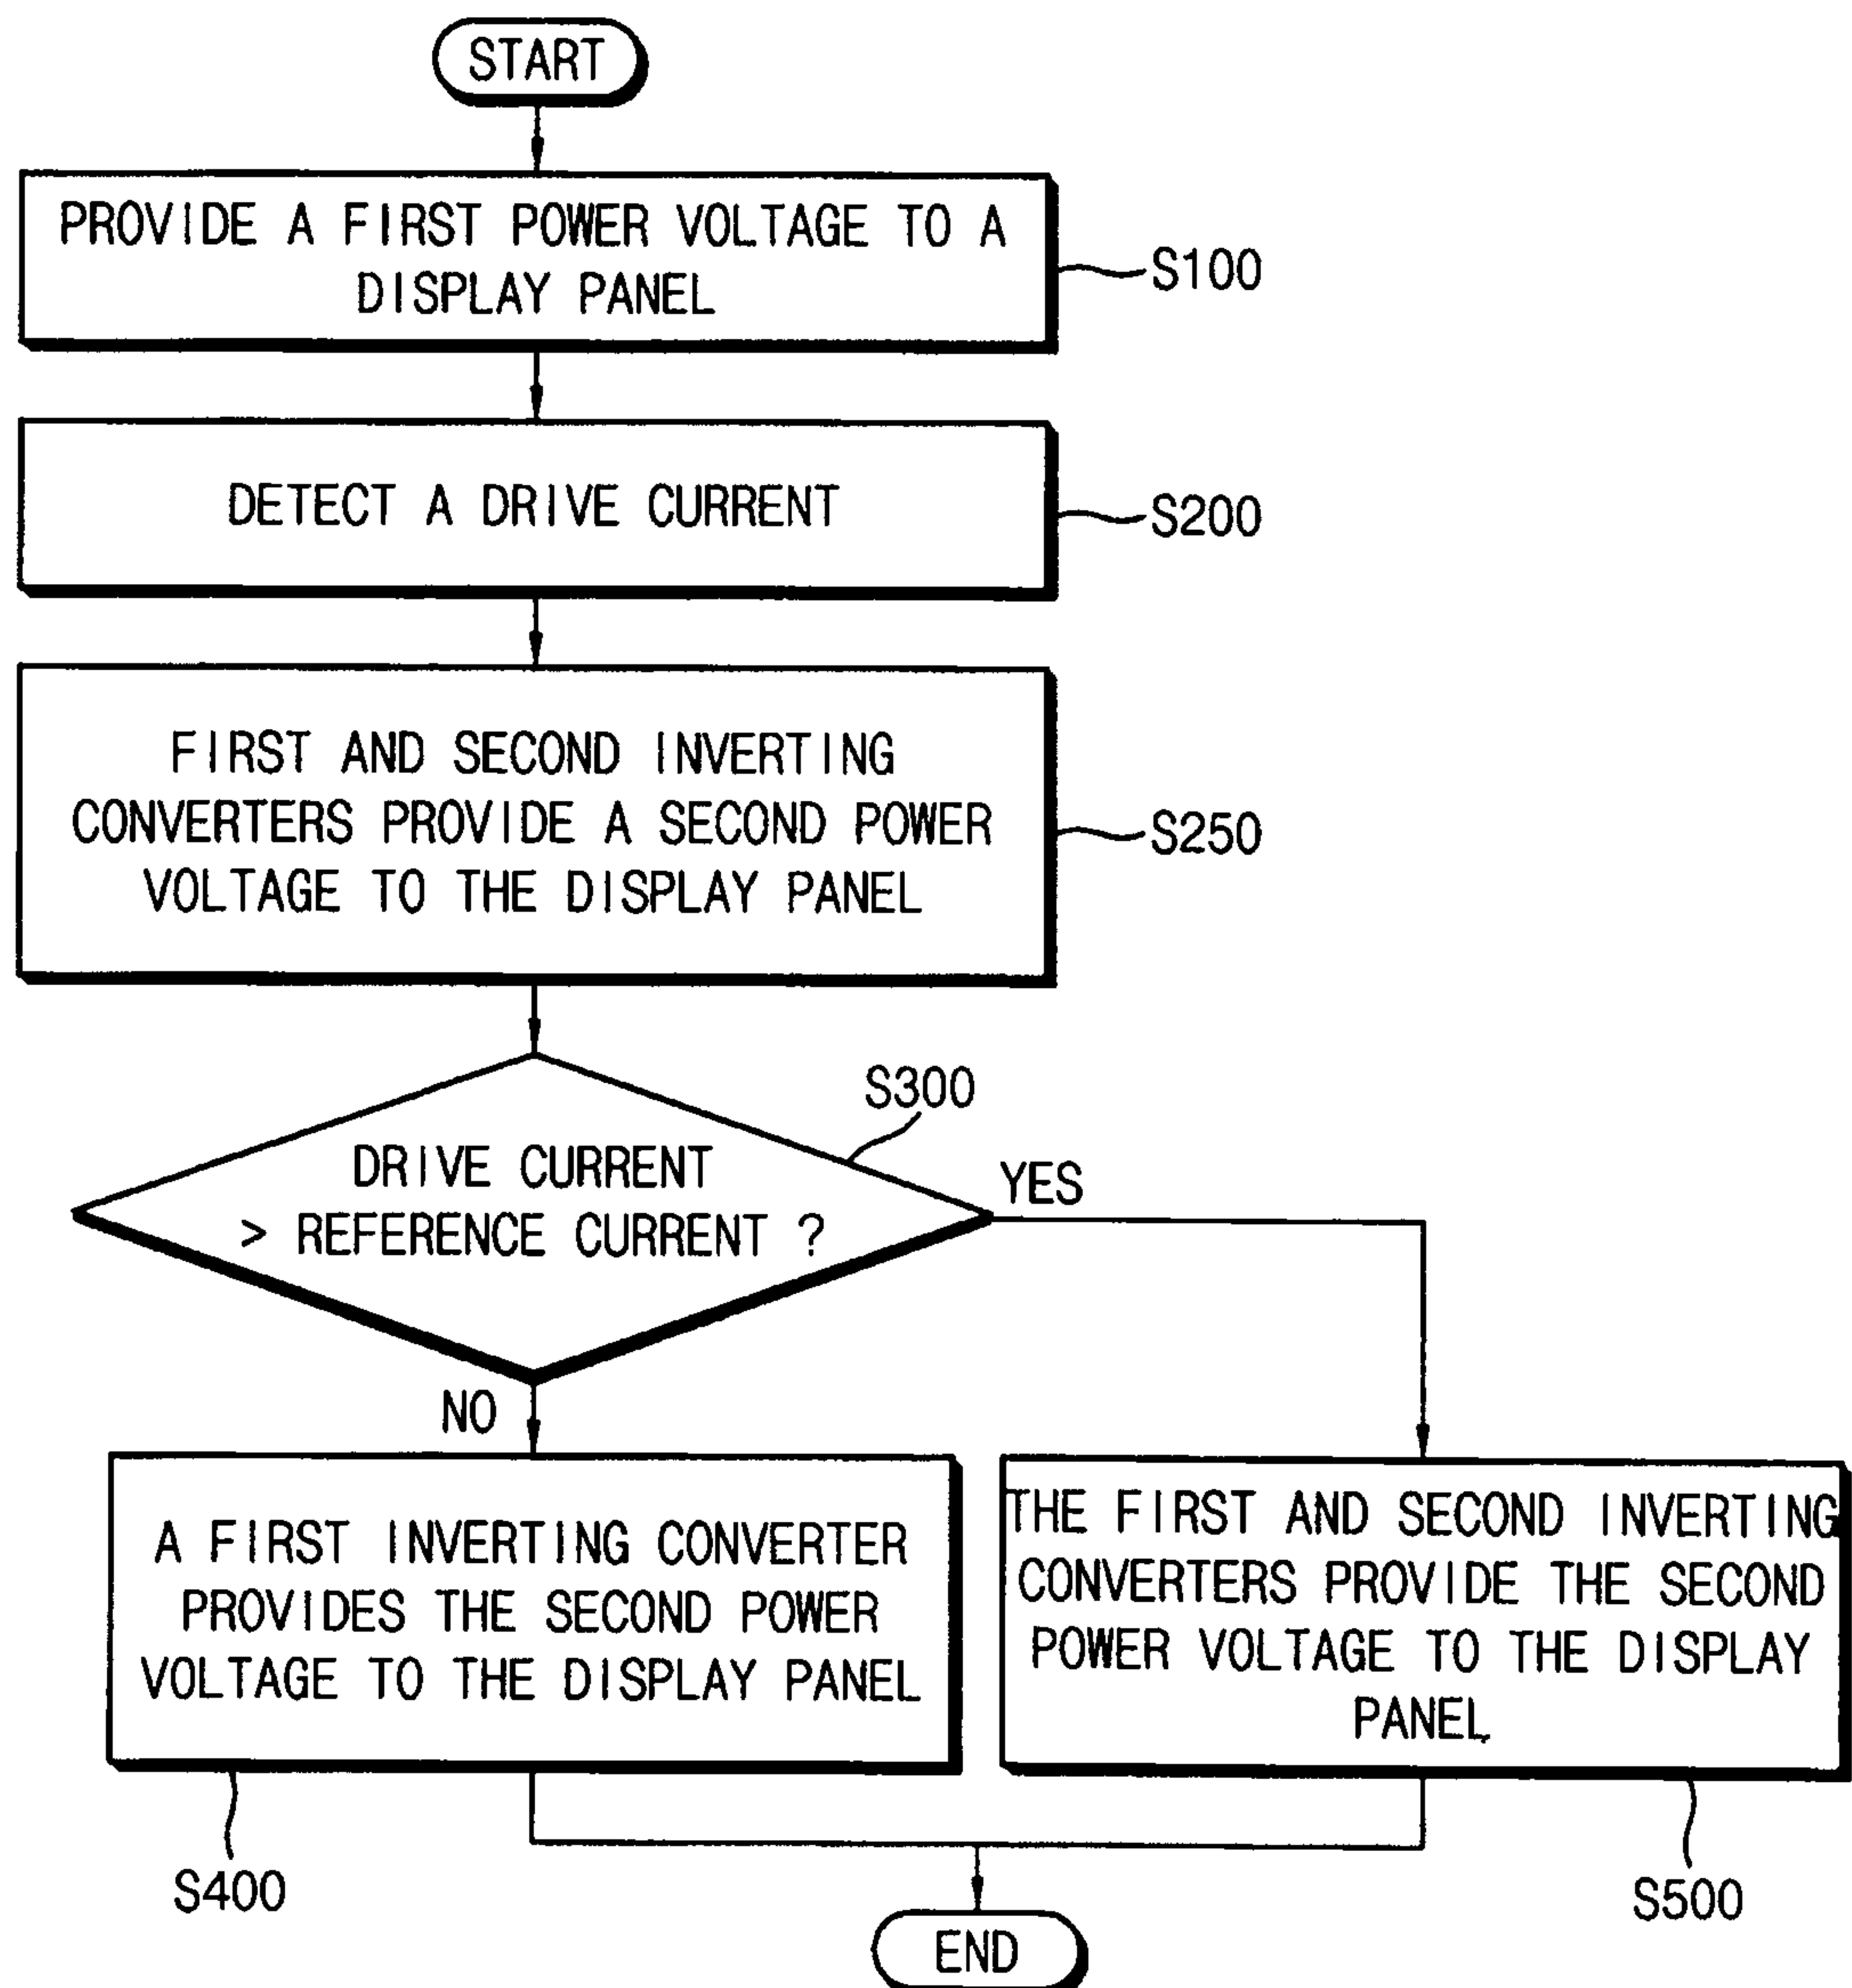 START
PROVIDE A FIRST POWER VOLTAGE TO A
DISPLAY PANEL
S100
DETECT A DRIVE CURRENT
S200
FIRST AND SECOND INVERTING
CONVERTERS PROVIDE A SECOND POWER
VOLTAGE TO THE DISPLAY PANEL
S250
S300
DRIVE CURRENT
> REFERENCE CURRENT ?
YES
NO
A FIRST INVERTING CONVERTER
PROVIDES THE SECOND POWER
VOLTAGE TO THE DISPLAY PANEL
S400
THE FIRST AND SECOND INVERTING
CONVERTERS PROVIDE THE SECOND
POWER VOLTAGE TO THE DISPLAY
PANEL
S500
END